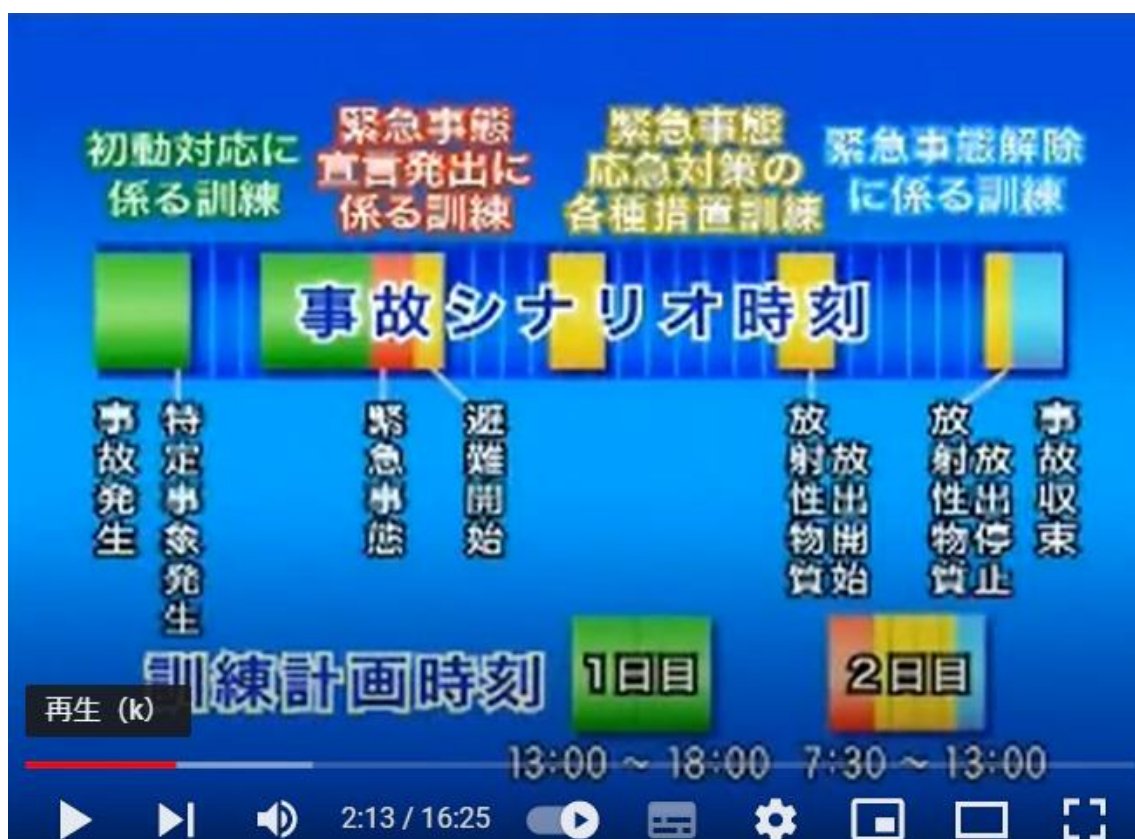 初動対応に
係る訓練
緊急事態
宣言発出に
係る訓練
緊急事態
応急対策の
各種措置訓練
緊急事態解除
に係る訓練
事故シナリオ時刻
事故発生
特定事象発生
緊急事態
避難開始
放射性物質
放出開始
放射性物質
放出停止
事故収束
訓練計画時刻
1日目
2日目
13:00 ~ 18:00
7:30 ~ 13:00
再生 (k)
2:13 / 16:25